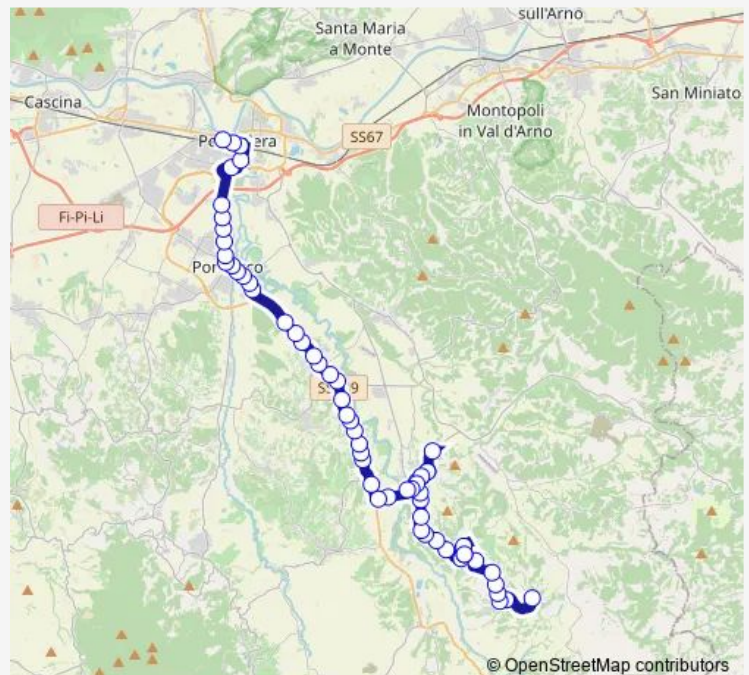 sull'Arno
Santa Maria
a Monte
Cascina
San Miniato
Montopoli
in Val d'Arno
SS67
Fi-Pi-Li
© OpenStreetMap contributors